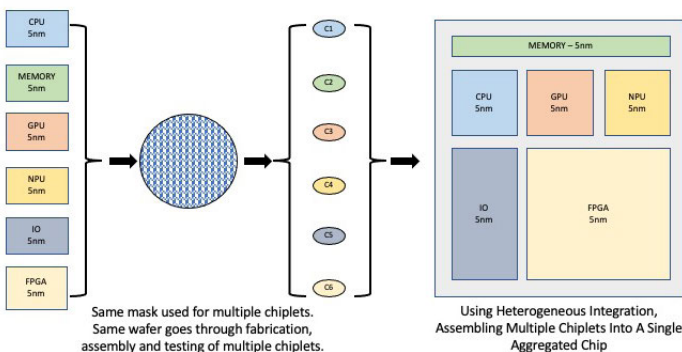 CPU
5nm
MEMORY
5nm
GPU
5nm
NPU
5nm
IO
5nm
FPGA
5nm
C1
C2
C3
C4
C5
C6
MEMORY – 5nm
CPU
5nm
GPU
5nm
NPU
5nm
IO
5nm
FPGA
5nm
Same mask used for multiple chiplets.
Same wafer goes through fabrication,
assembly and testing of multiple chiplets.
Using Heterogeneous Integration,
Assembling Multiple Chiplets Into A Single
Aggregated Chip